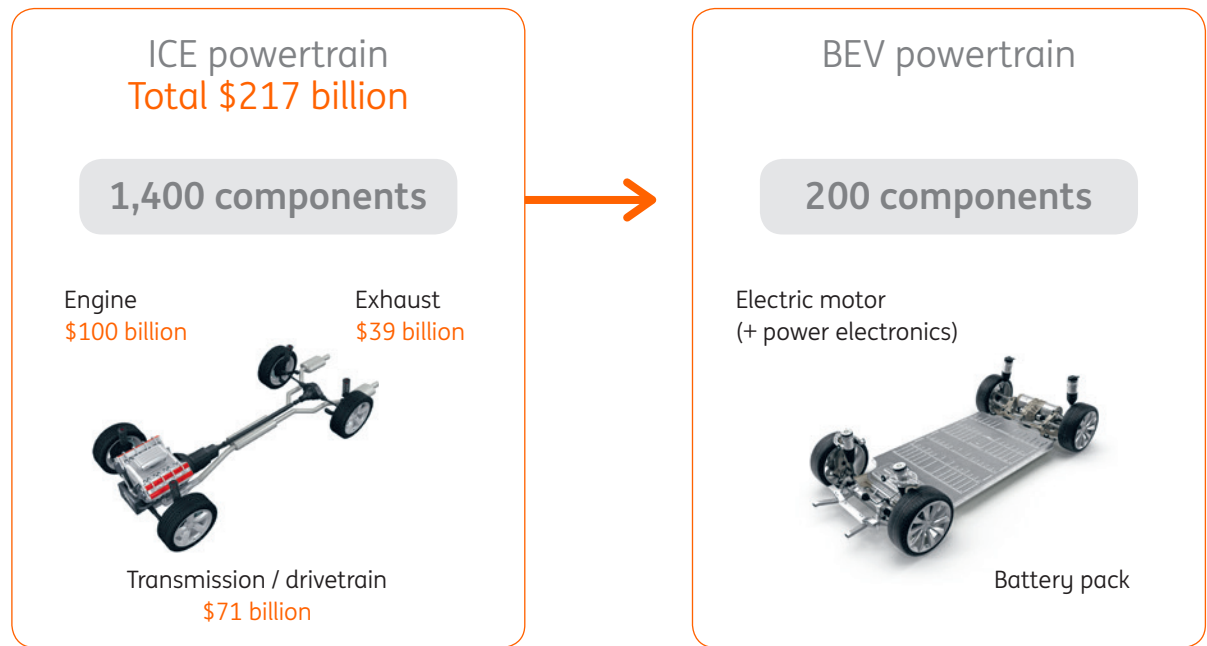 ICE powertrain
Total $217 billion
1,400 components
Engine
$100 billion
Exhaust
$39 billion
Transmission / drivetrain
$71 billion
BEV powertrain
200 components
Electric motor
(+ power electronics)
Battery pack